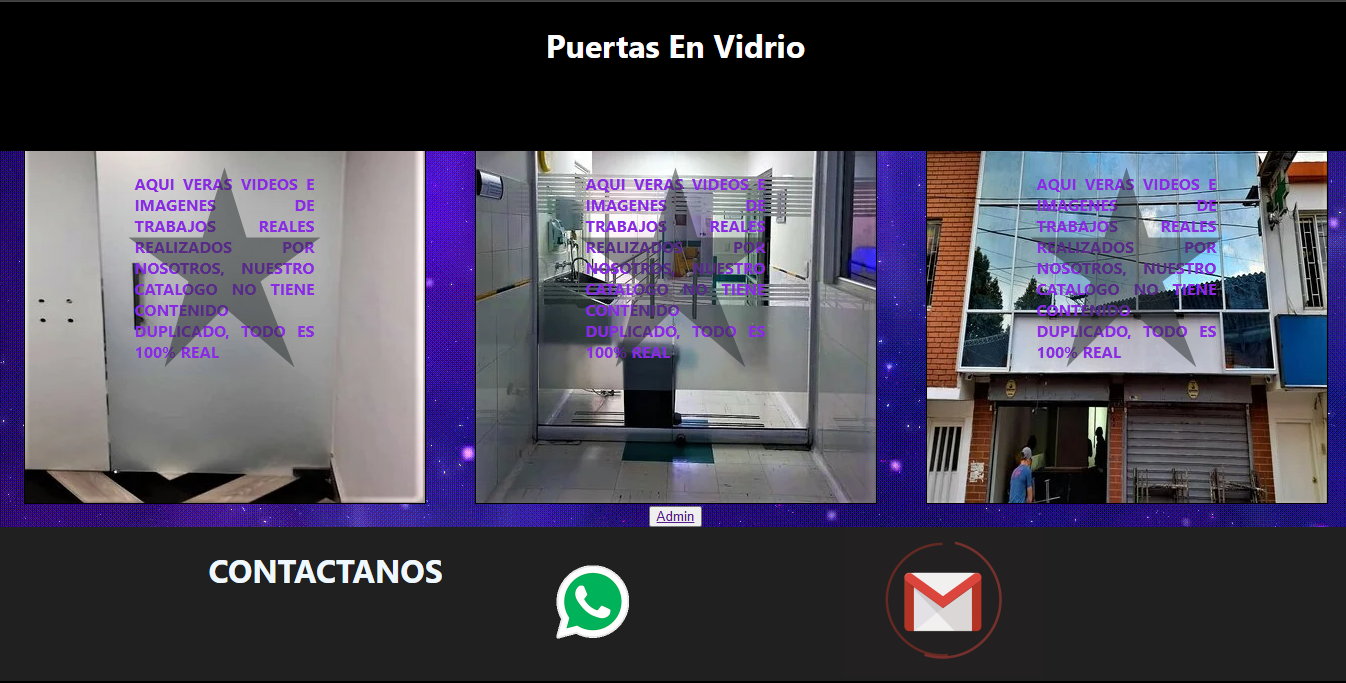 Puertas En Vidrio
AQUI VERAS VIDEOS E
IMAGENES DE
TRABAJOS REALES
REALIZADOS POR
NOSOTROS, NUESTRO
CATALOGO NO TIENE
CONTENIDO
DUPLICADO, TODO ES
100% REAL
AQUI VERAS VIDEOS E
IMAGENES DE
TRABAJOS REALES
REALIZADOS POR
NOSOTROS, NUESTRO
CATALOGO NO TIENE
CONTENIDO
DUPLICADO, TODO ES
100% REAL
AQUI VERAS VIDEOS E
IMAGENES DE
TRABAJOS REALES
REALIZADOS POR
NOSOTROS, NUESTRO
CATALOGO NO TIENE
CONTENIDO
DUPLICADO, TODO ES
100% REAL
Admin
CONTACTANOS